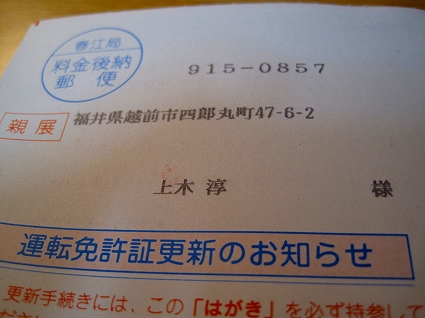 春江局
料金後納
郵便
915-0857
親展
福井県越前市四郎丸町47-6-2
上木 淳 様
運転免許証更新のお知らせ
更新手続きには、この「はがき」を必ず持参して